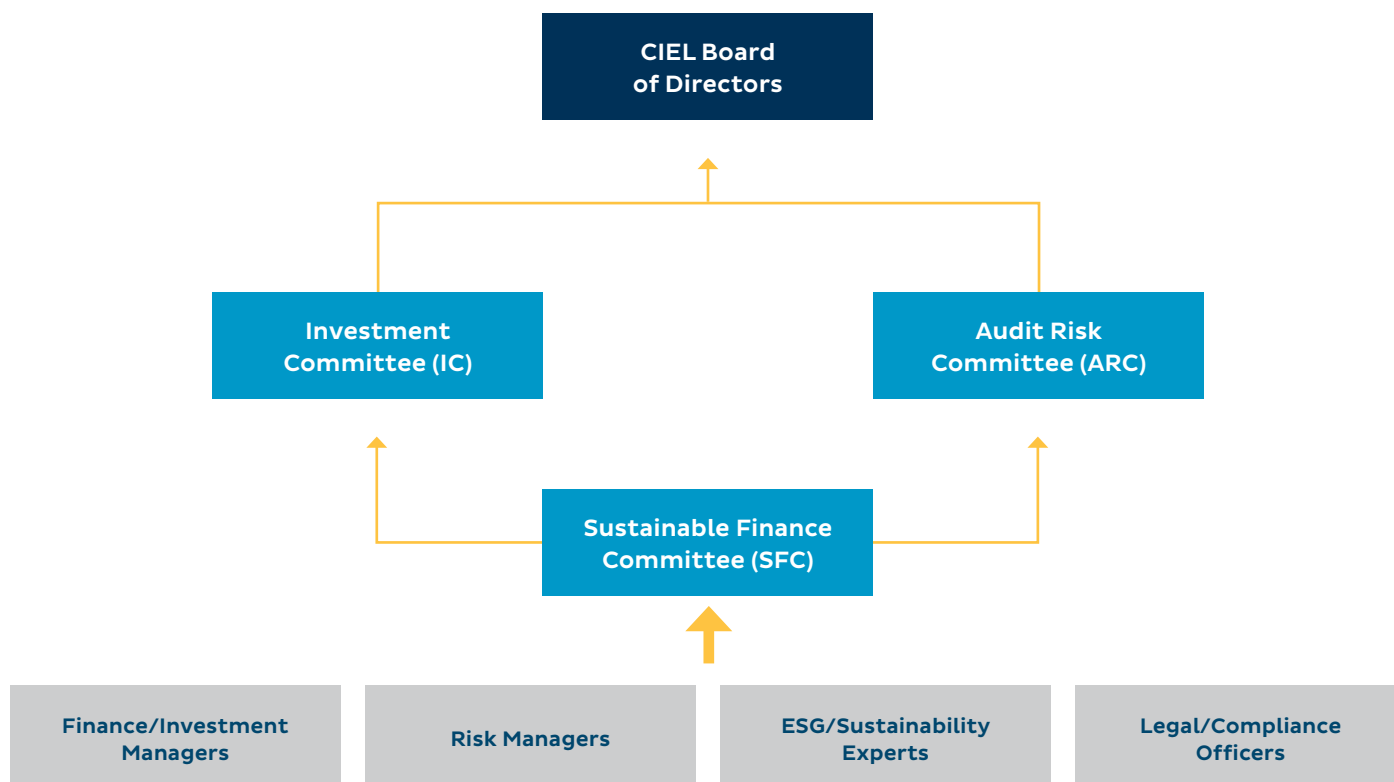 CIEL Board
of Directors
Investment
Committee (IC)
Audit Risk
Committee (ARC)
Sustainable Finance
Committee (SFC)
Finance/Investment
Managers
Risk Managers
ESG/Sustainability
Experts
Legal/Compliance
Officers